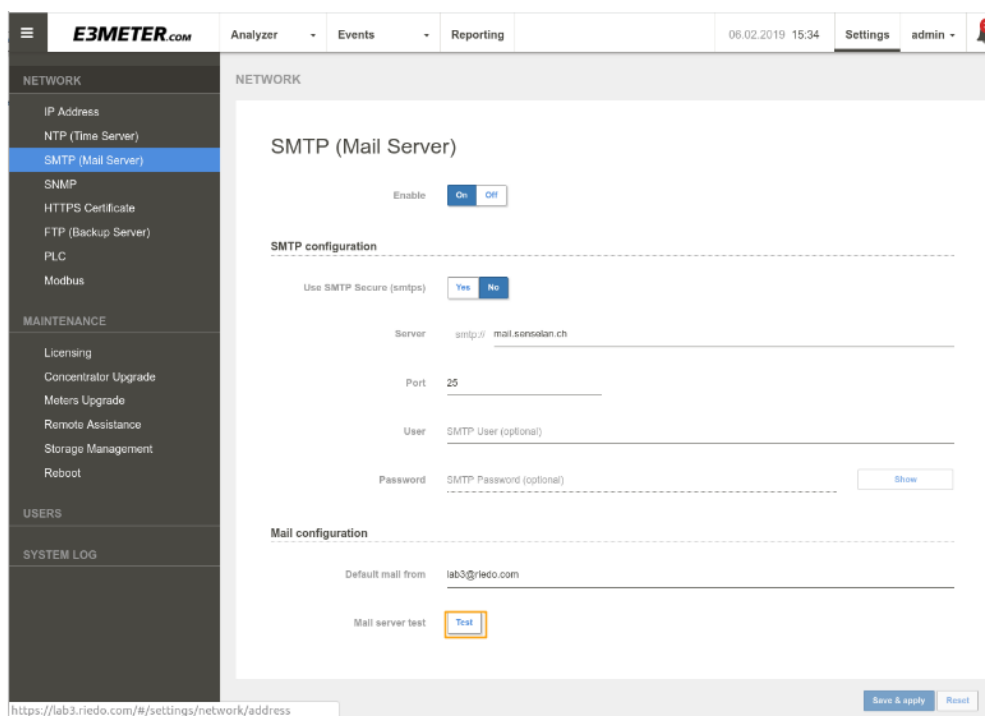 E3METER.COM
Analyzer
Events
Reporting
06.02.2019 15:34
Settings
admin
NETWORK
IP Address
NTP (Time Server)
SMTP (Mail Server)
SNMP
HTTPS Certificate
FTP (Backup Server)
PLC
Modbus
MAINTENANCE
Licensing
Concentrator Upgrade
Meters Upgrade
Remote Assistance
Storage Management
Reboot
USERS
SYSTEM LOG
NETWORK
SMTP (Mail Server)
Enable On Off
SMTP configuration
Use SMTP Secure (smtps) Yes No
Server smtp:// mail.senselan.ch
Port 25
User SMTP User (optional)
Password SMTP Password (optional) Show
Mail configuration
Default mail from lab3@riedo.com
Mail server test Test
Save & apply Reset
https://lab3.riedo.com/#/settings/network/address